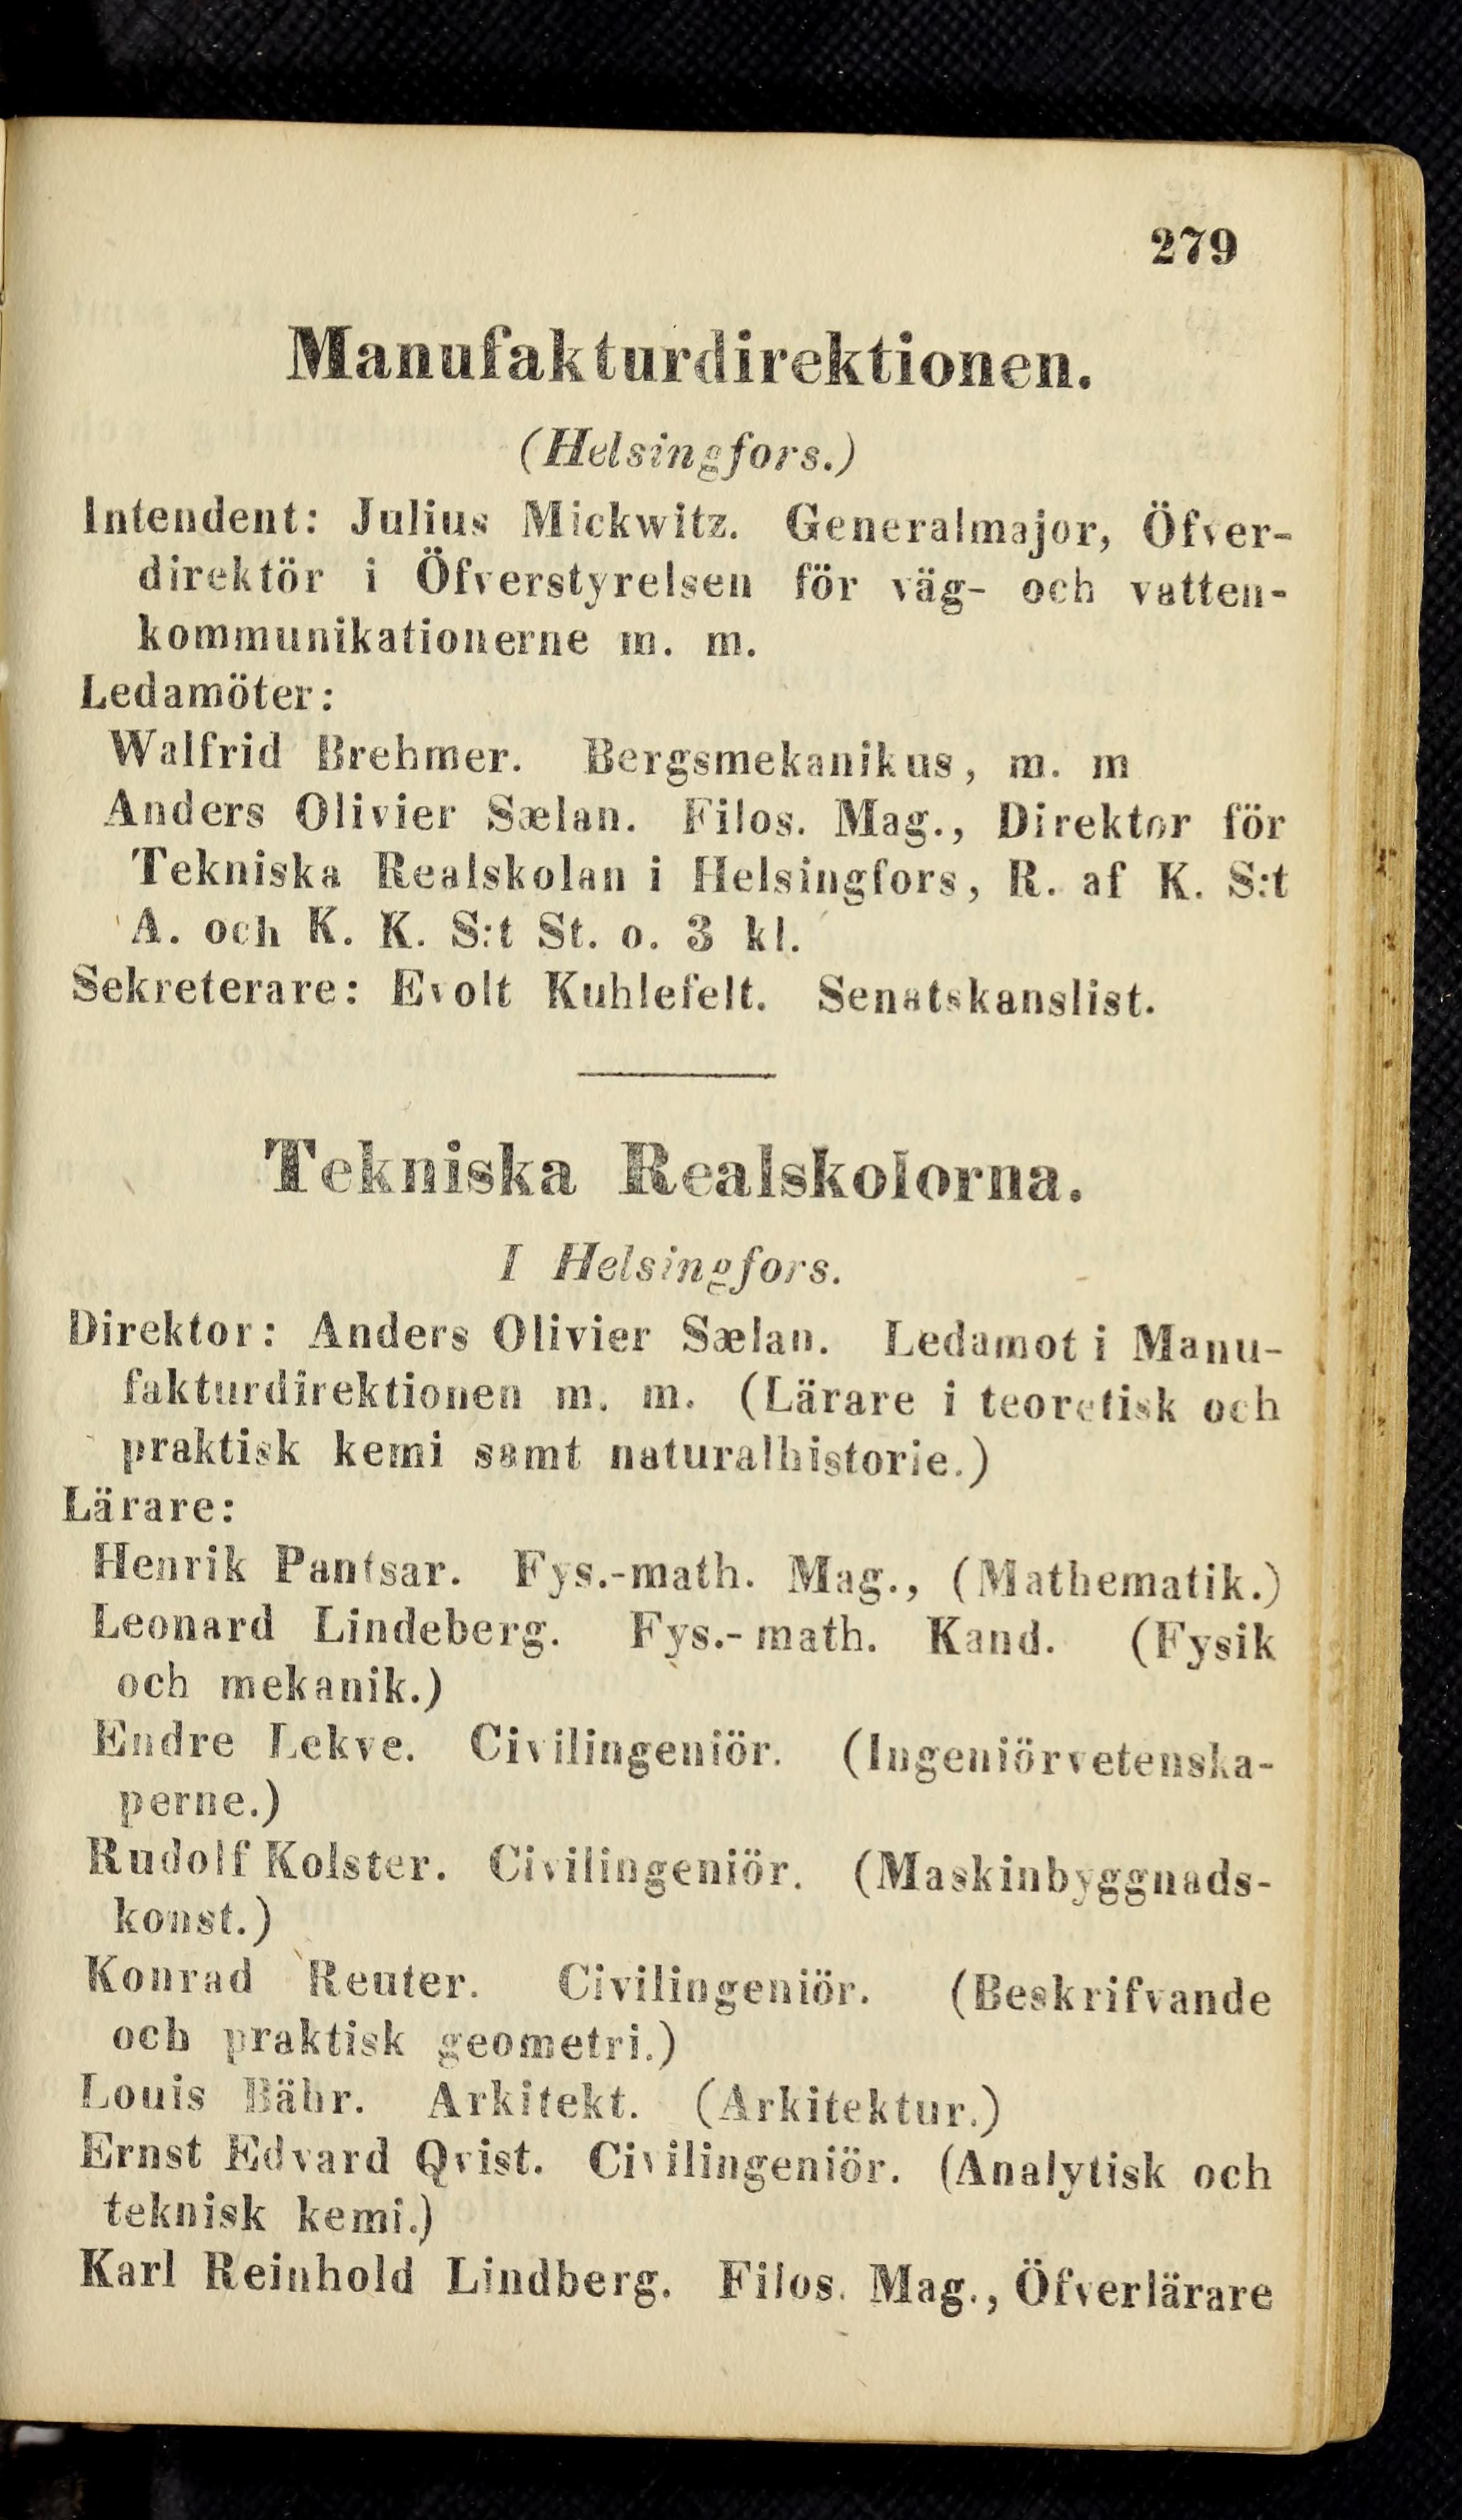 279
Manufakturdirektionen.
(Helsingfors.)
Intendent: Julius Mickwitz. Generalmajor, Öfver-
direktör i Öfverstyrelsen för väg- och vatten-
kommunikationerne m. m.
Ledamöter:
Walfrid Brehmer. Bergsmekanikus, m. m
Anders Olivier Sælan. Filos. Mag., Direktor för
Tekniska Realskolan i Helsingfors, R. af K. S:t
A. och K. K. S:t St. o. 3 kl.
Sekreterare: Evolt Kuhlefelt. Senatskanslist.
Tekniska Realskolorna.
I Helsingfors.
Direktor: Anders Olivier Sælan. Ledamot i Manu-
fakturdirektionen m. m. (Lärare i teoretisk och
praktisk kemi samt naturalhistorie.)
Lärare:
Henrik Pantsar. Fys.-math. Mag., (Mathematik.)
Leonard Lindeberg. Fys.-math. Kand. (Fysik
och mekanik.)
Endre Lekve. Civilingeniör. (Ingeniörvetenska-
perne.)
Rudolf Kolster. Civilingeniör. (Maskinbyggnads-
konst.)
Konrad Reuter. Civilingeniör. (Beskrifvande
och praktisk geometri.)
Louis Bähr. Arkitekt. (Arkitektur.)
Ernst Edvard Qvist. Civilingeniör. (Analytisk och
teknisk kemi.)
Karl Reinhold Lindberg. Filos. Mag., Öfverlärare